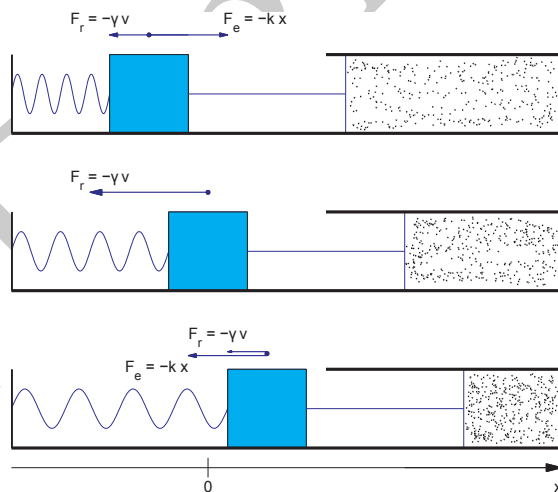 F_r = −γ v F_e = −k x
F_r = −γ v
F_r = −γ v
F_e = −k x
0 x